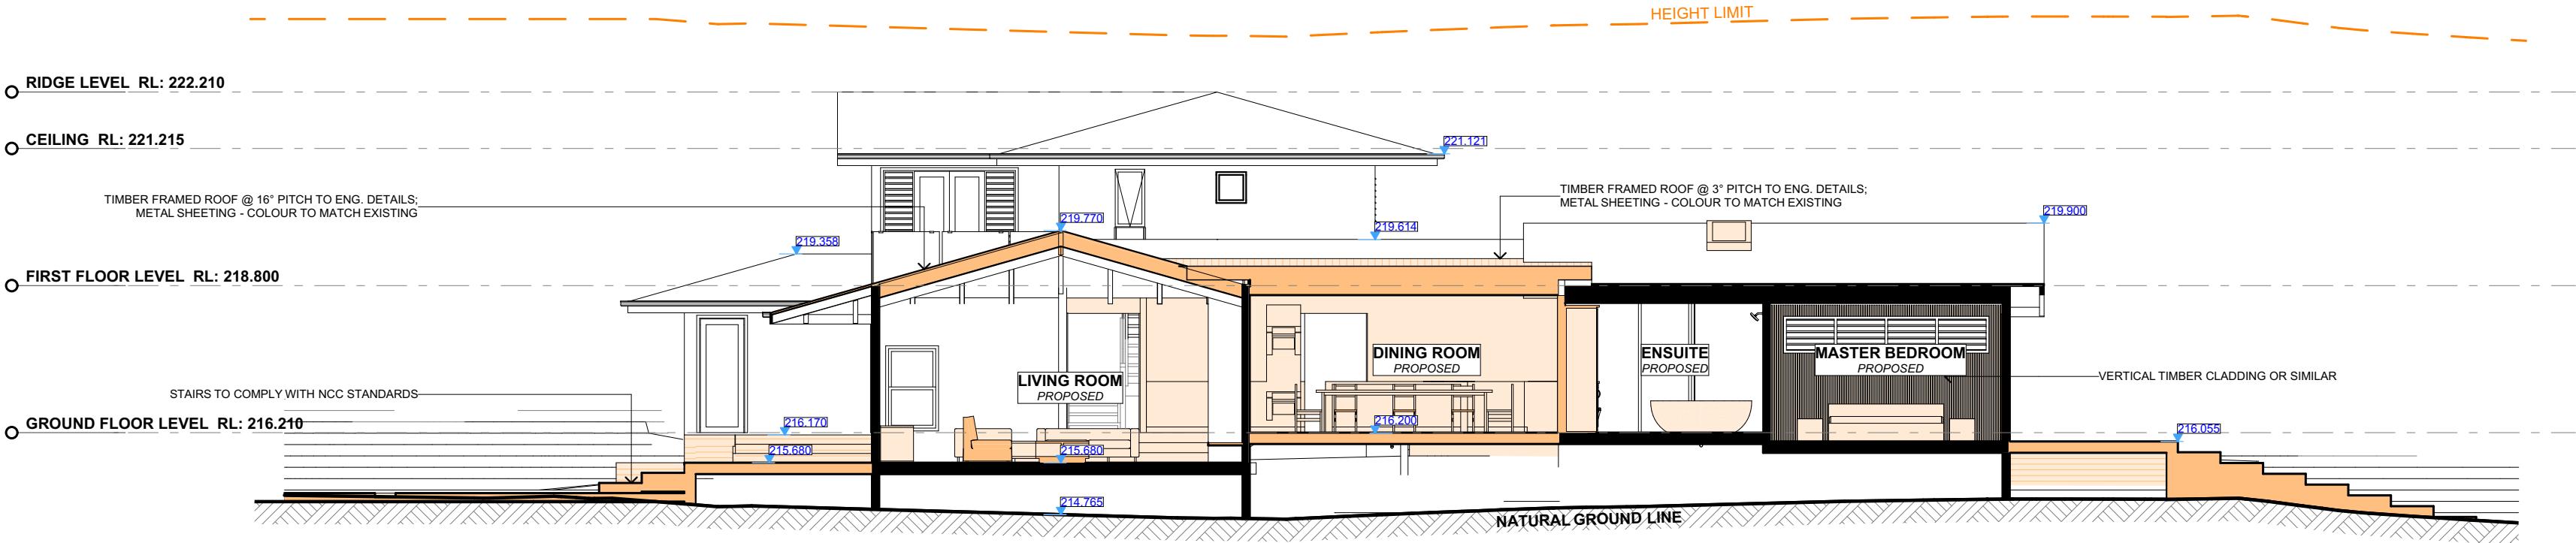 HEIGHT LIMIT
RIDGE LEVEL RL: 222.210
CEILING RL: 221.215
221.121
TIMBER FRAMED ROOF @ 16° PITCH TO ENG. DETAILS;
METAL SHEETING - COLOUR TO MATCH EXISTING
TIMBER FRAMED ROOF @ 3° PITCH TO ENG. DETAILS;
METAL SHEETING - COLOUR TO MATCH EXISTING
219.770
219.900
219.614
219.358
FIRST FLOOR LEVEL RL: 218.800
LIVING ROOM
PROPOSED
DINING ROOM
PROPOSED
ENSUITE
PROPOSED
MASTER BEDROOM
PROPOSED
VERTICAL TIMBER CLADDING OR SIMILAR
STAIRS TO COMPLY WITH NCC STANDARDS
GROUND FLOOR LEVEL RL: 216.210
216.170
216.200
216.055
215.680
215.680
214.765
NATURAL GROUND LINE